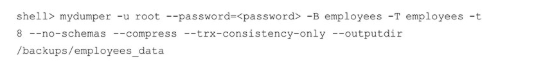 shell> mydumper -u root --password=<password> -B employees -T employees -t
8 --no-schemas --compress --trx-consistency-only --outputdir
/backups/employees_data